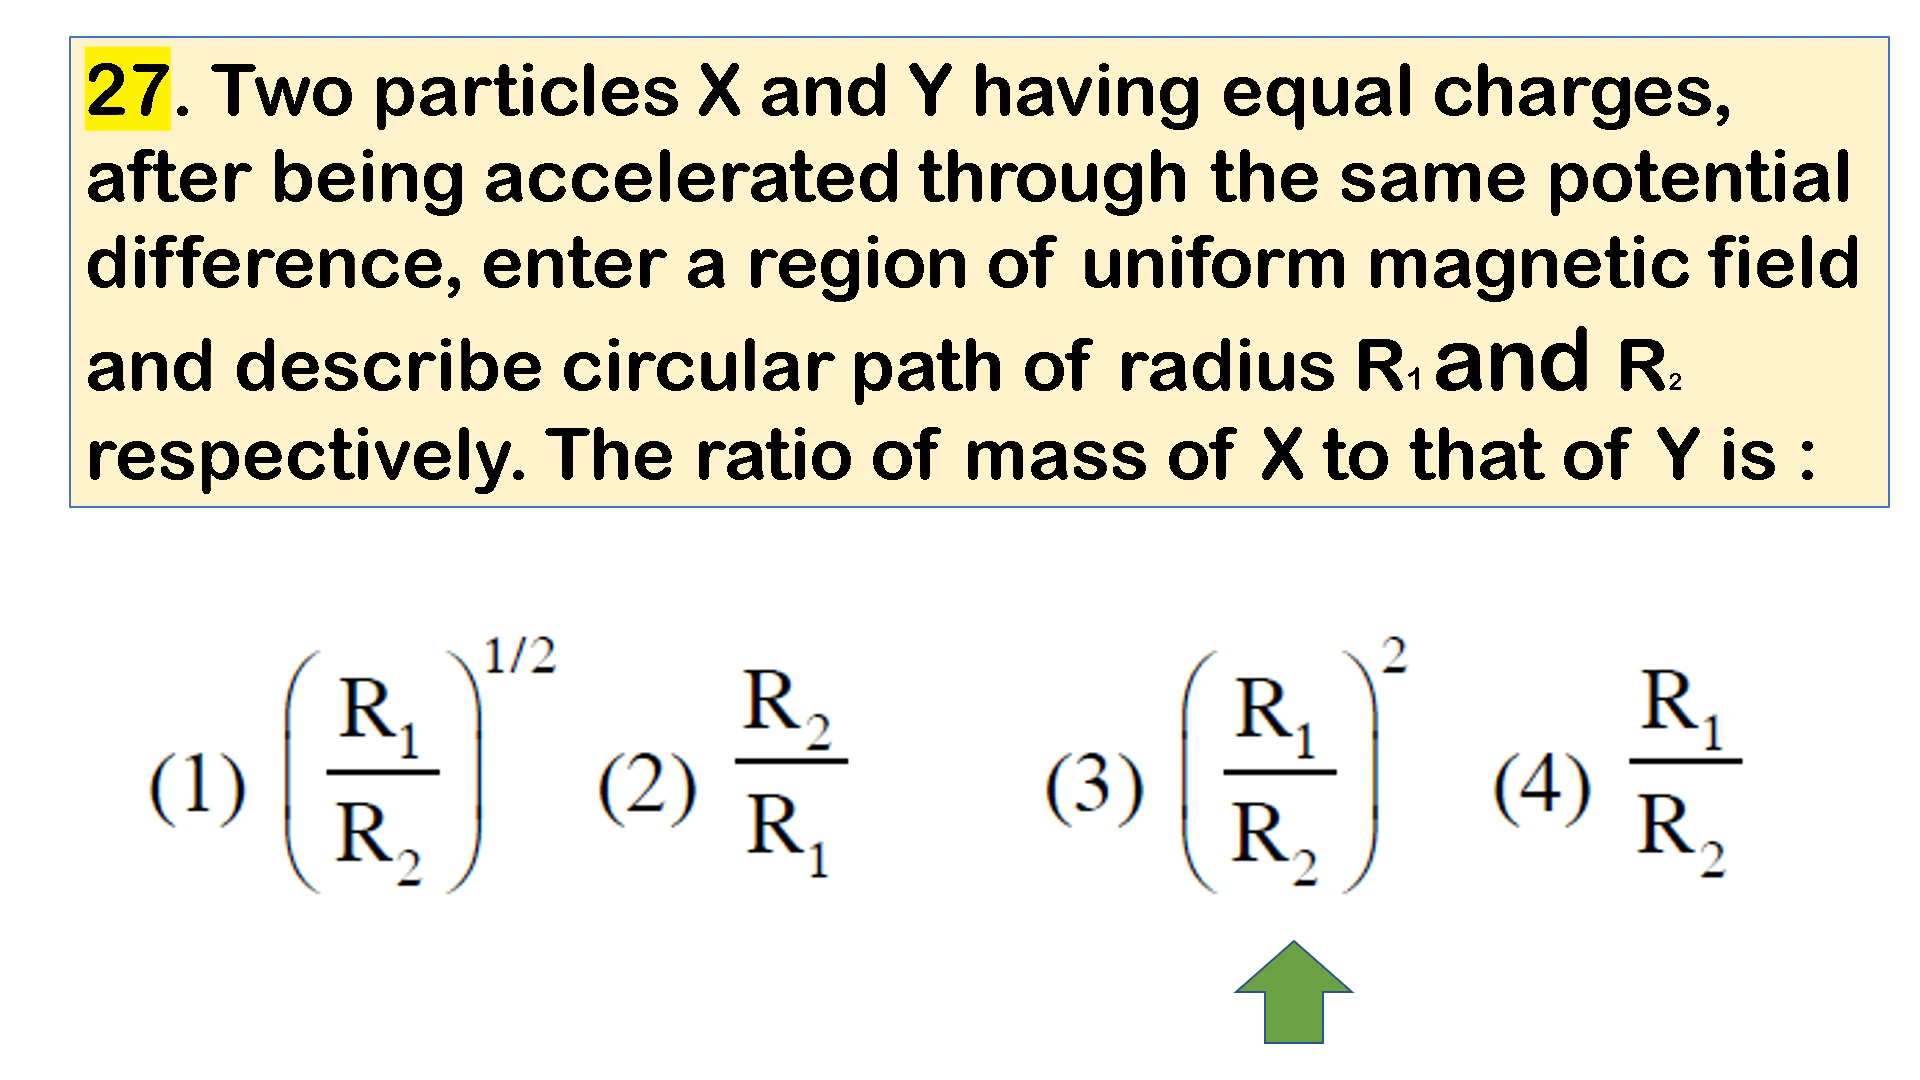 27. Two particles X and Y having equal charges,
after being accelerated through the same potential
difference, enter a region of uniform magnetic field
and describe circular path of radius R₁ and R₂
respectively. The ratio of mass of X to that of Y is :
(1) (R₁/R₂)^1/2 (2) R₂/R₁ (3) (R₁/R₂)^2 (4) R₁/R₂